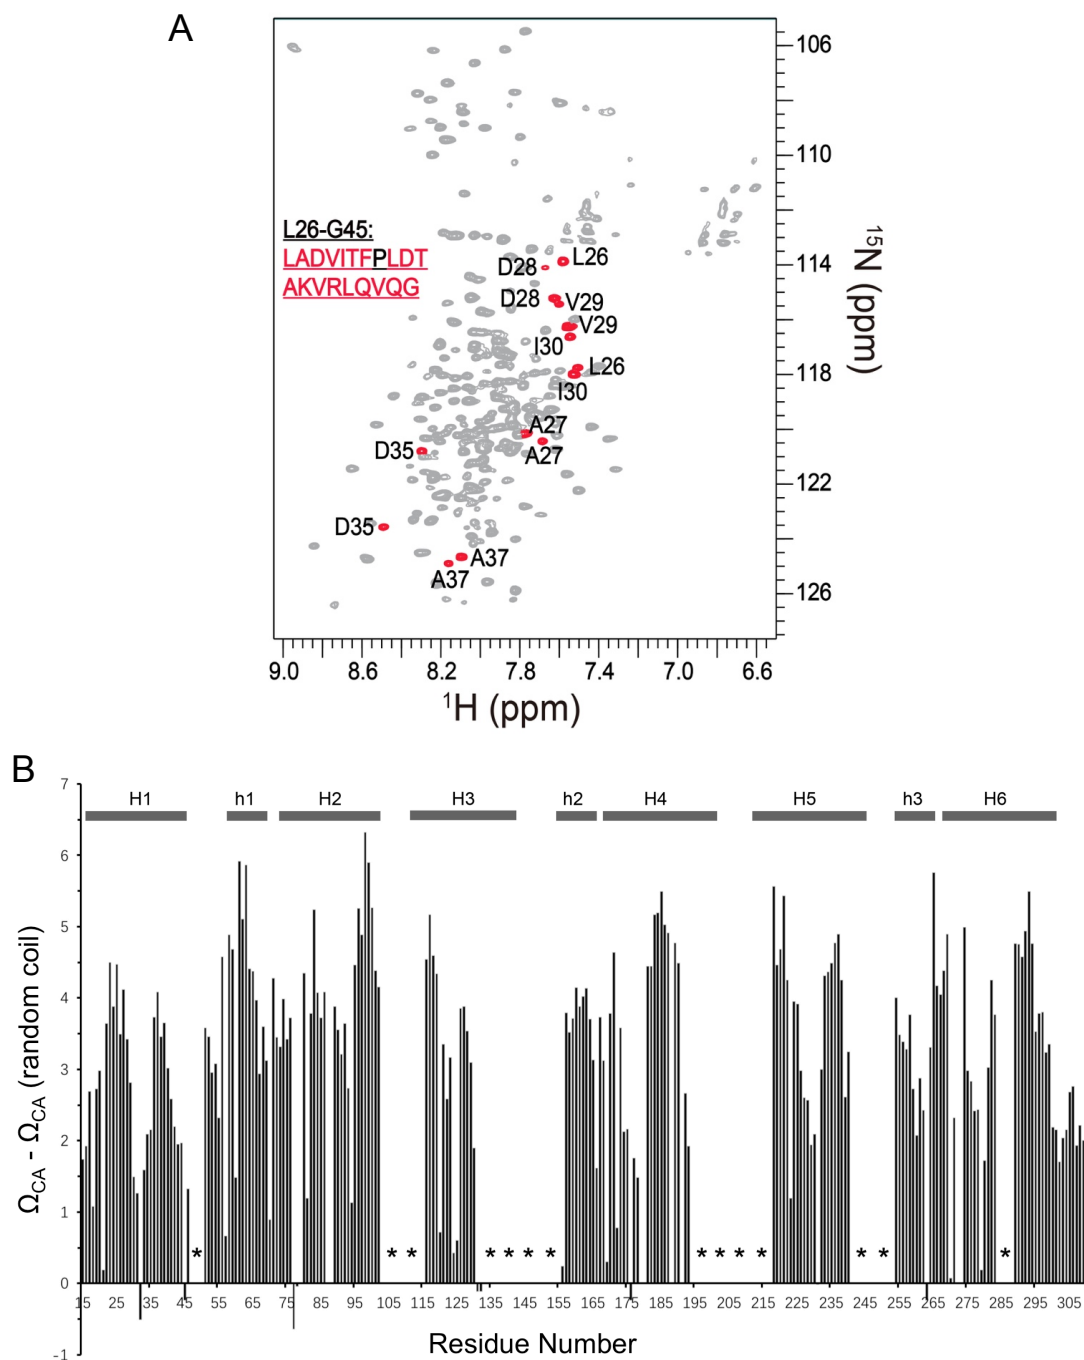 A
106
110
114
118
122
126
¹⁵N (ppm)
L26-G45:
LADVITFPLDT
AKVRLQVQG
D28
L26
D28
V29
V29
I30
L26
I30
A27
D35
A27
D35
A37
A37
9.0 8.6 8.2 7.8 7.4 7.0 6.6
¹H (ppm)
B
H1 h1 H2 H3 h2 H4 H5 h3 H6
7
6
5
4
3
2
1
0
-1
Ω_CA - Ω_CA (random coil)
* * * * * * * * * * * * * *
15 25 35 45 55 65 75 85 95 105 115 125 135 145 155 165 175 185 195 205 215 225 235 245 255 265 275 285 295 305
Residue Number